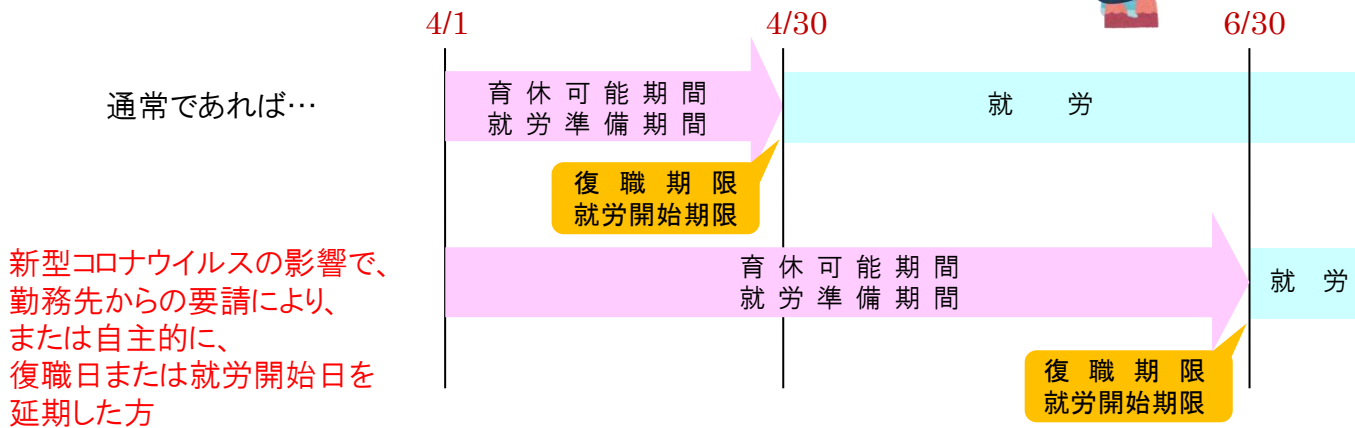 4/1
4/30
6/30
通常であれば…
育休可能期間
就労準備期間
就 労
復職期限
就労開始期限
新型コロナウイルスの影響で、
勤務先からの要請により、
または自主的に、
復職日または就労開始日を
延期した方
育休可能期間
就労準備期間
就 労
復職期限
就労開始期限